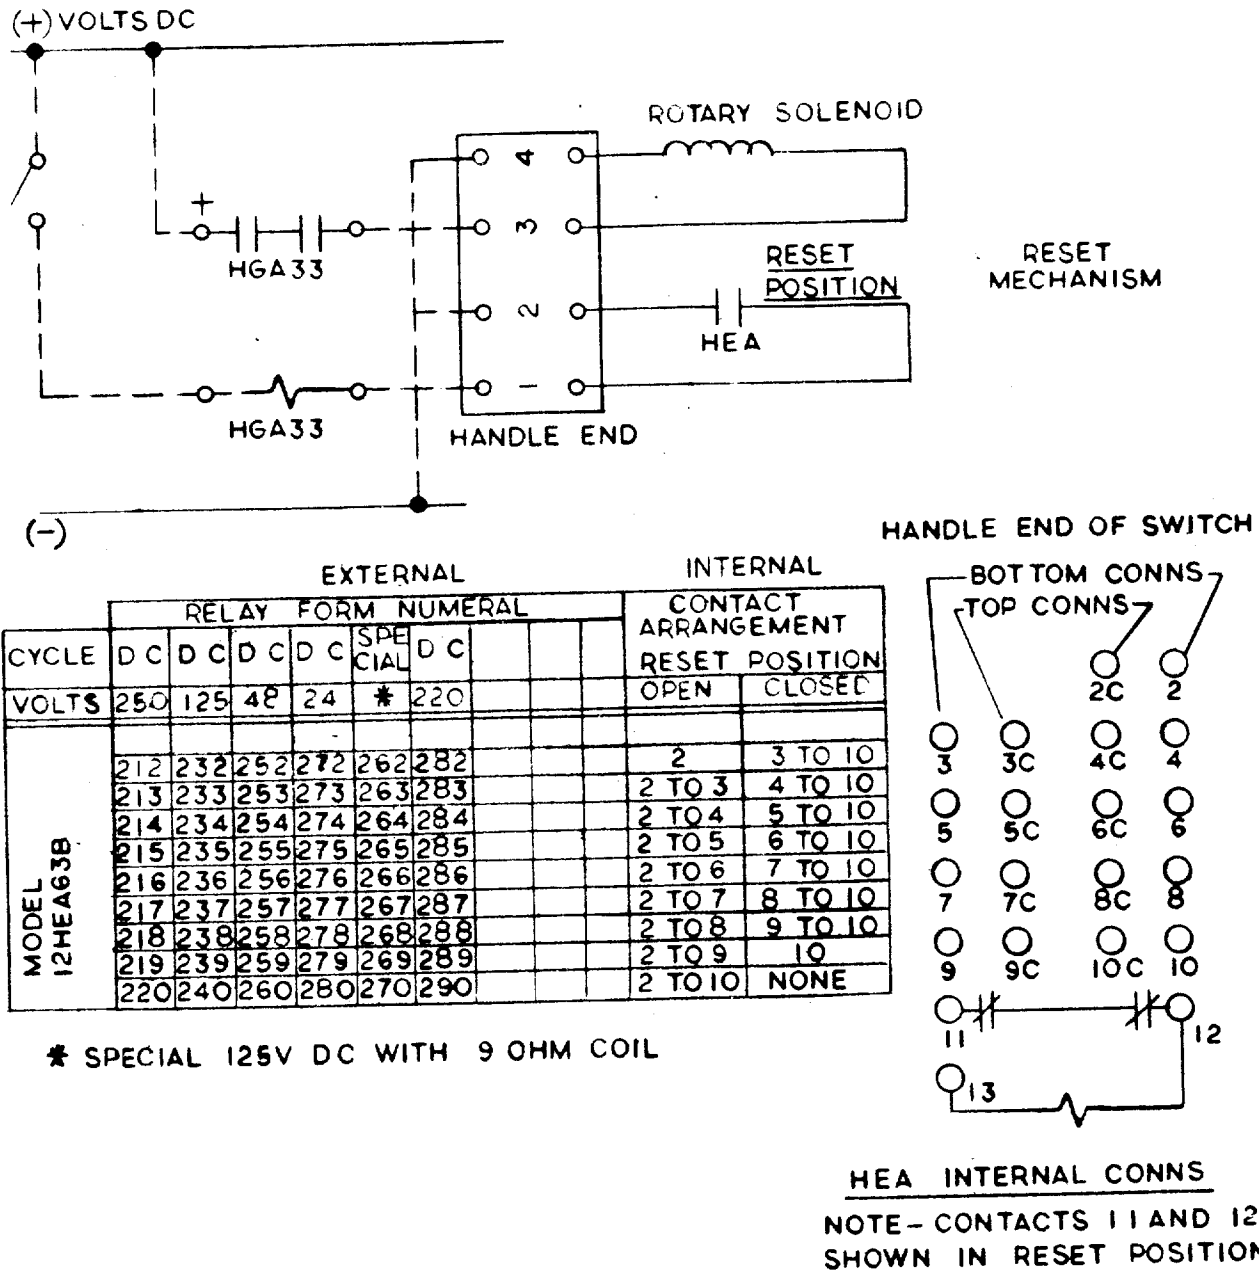 (+) VOLTS DC
ROTARY SOLENOID
4
+
3
HGA33
RESET
POSITION
RESET
MECHANISM
2
HEA
1
HGA33
HANDLE END
(-)
HANDLE END OF SWITCH
BOTTOM CONNS
TOP CONNS
2C 2
3 3C 4C 4
5 5C 6C 6
7 7C 8C 8
9 9C 10C 10
11 12
13
HEA INTERNAL CONNS
NOTE- CONTACTS 11 AND 12
SHOWN IN RESET POSITION
EXTERNAL INTERNAL
RELAY FORM NUMERAL CONTACT ARRANGEMENT
RESET POSITION
CYCLE DC DC DC DC SPECIAL DC
VOLTS 250 125 48 24 * 220 OPEN CLOSED
MODEL 12HEA63B
212 232 252 272 262 282 2 3 TO 10
213 233 253 273 263 283 2 TO 3 4 TO 10
214 234 254 274 264 284 2 TO 4 5 TO 10
215 235 255 275 265 285 2 TO 5 6 TO 10
216 236 256 276 266 286 2 TO 6 7 TO 10
217 237 257 277 267 287 2 TO 7 8 TO 10
218 238 258 278 268 288 2 TO 8 9 TO 10
219 239 259 279 269 289 2 TO 9 10
220 240 260 280 270 290 2 TO 10 NONE
* SPECIAL 125V DC WITH 9 OHM COIL